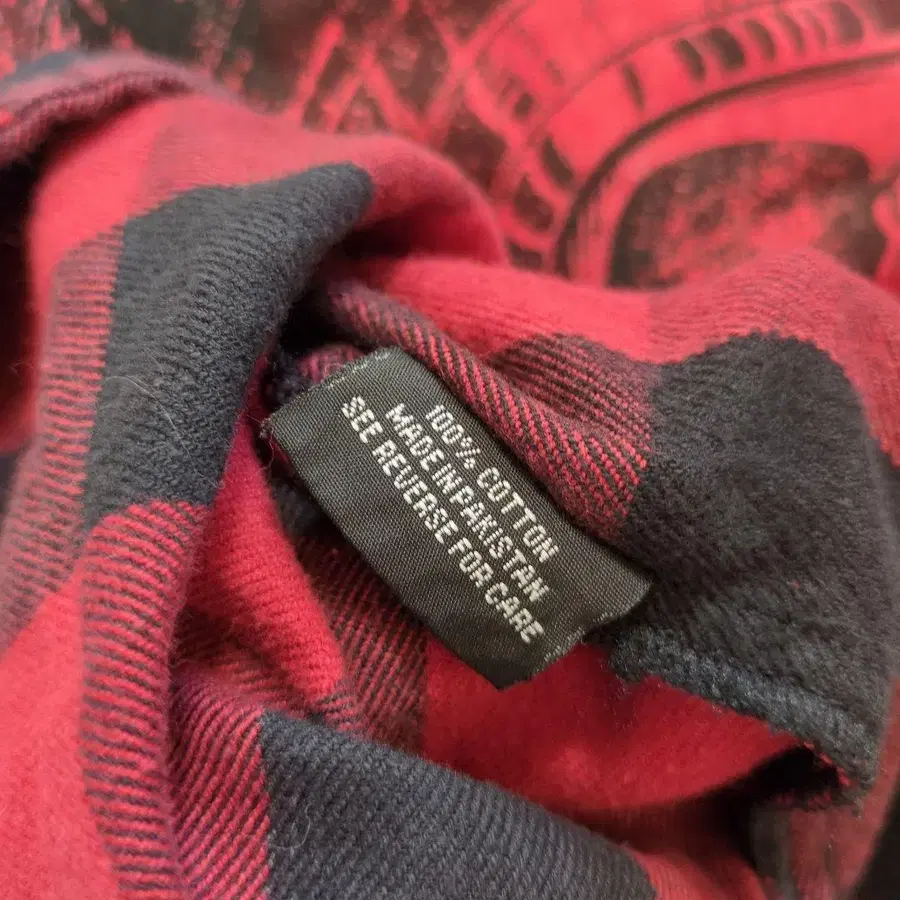 100% COTTON
MADE IN PAKISTAN
SEE REVERSE FOR CARE